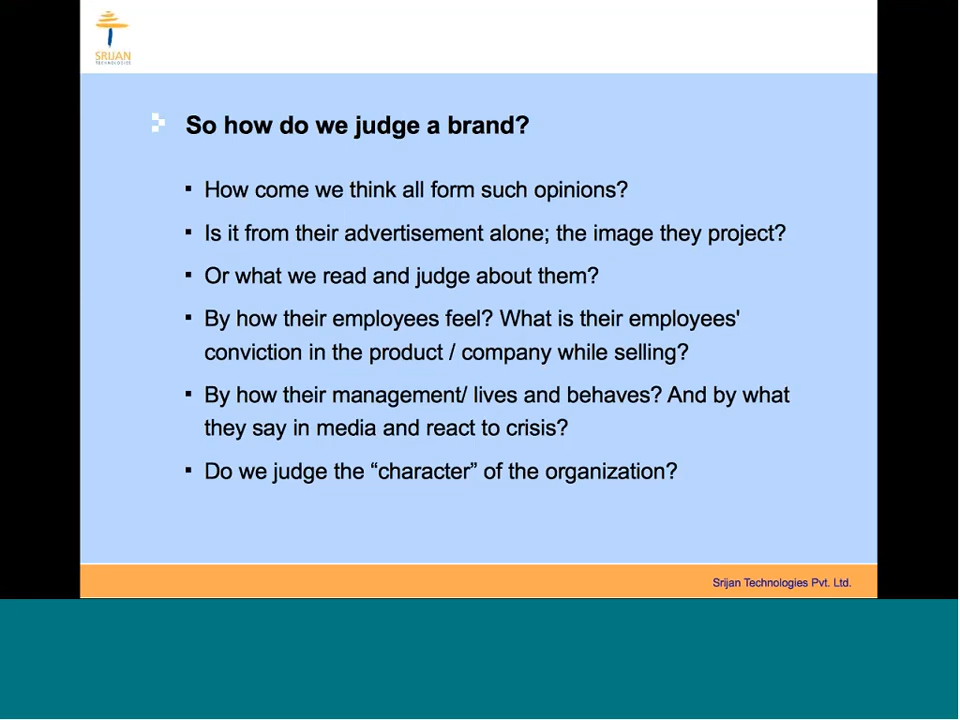 SRIJAN
TECHNOLOGIES
So how do we judge a brand?
▪ How come we think all form such opinions?
▪ Is it from their advertisement alone; the image they project?
▪ Or what we read and judge about them?
▪ By how their employees feel? What is their employees'
conviction in the product / company while selling?
▪ By how their management/ lives and behaves? And by what
they say in media and react to crisis?
▪ Do we judge the “character” of the organization?
Srijan Technologies Pvt. Ltd.